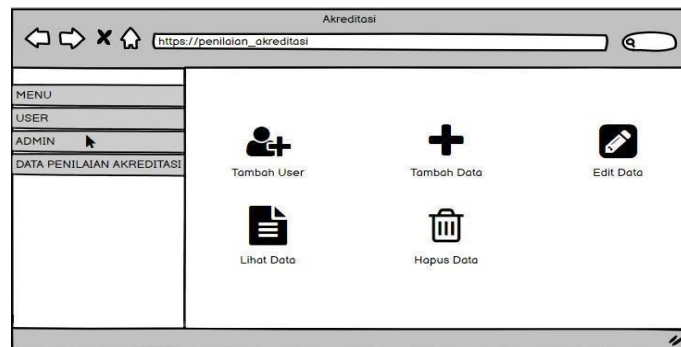 Akreditasi
https://penilaian_akreditasi
MENU
USER
ADMIN
DATA PENILAIAN AKREDITASI
Tambah User
Tambah Data
Edit Data
Lihat Data
Hapus Data